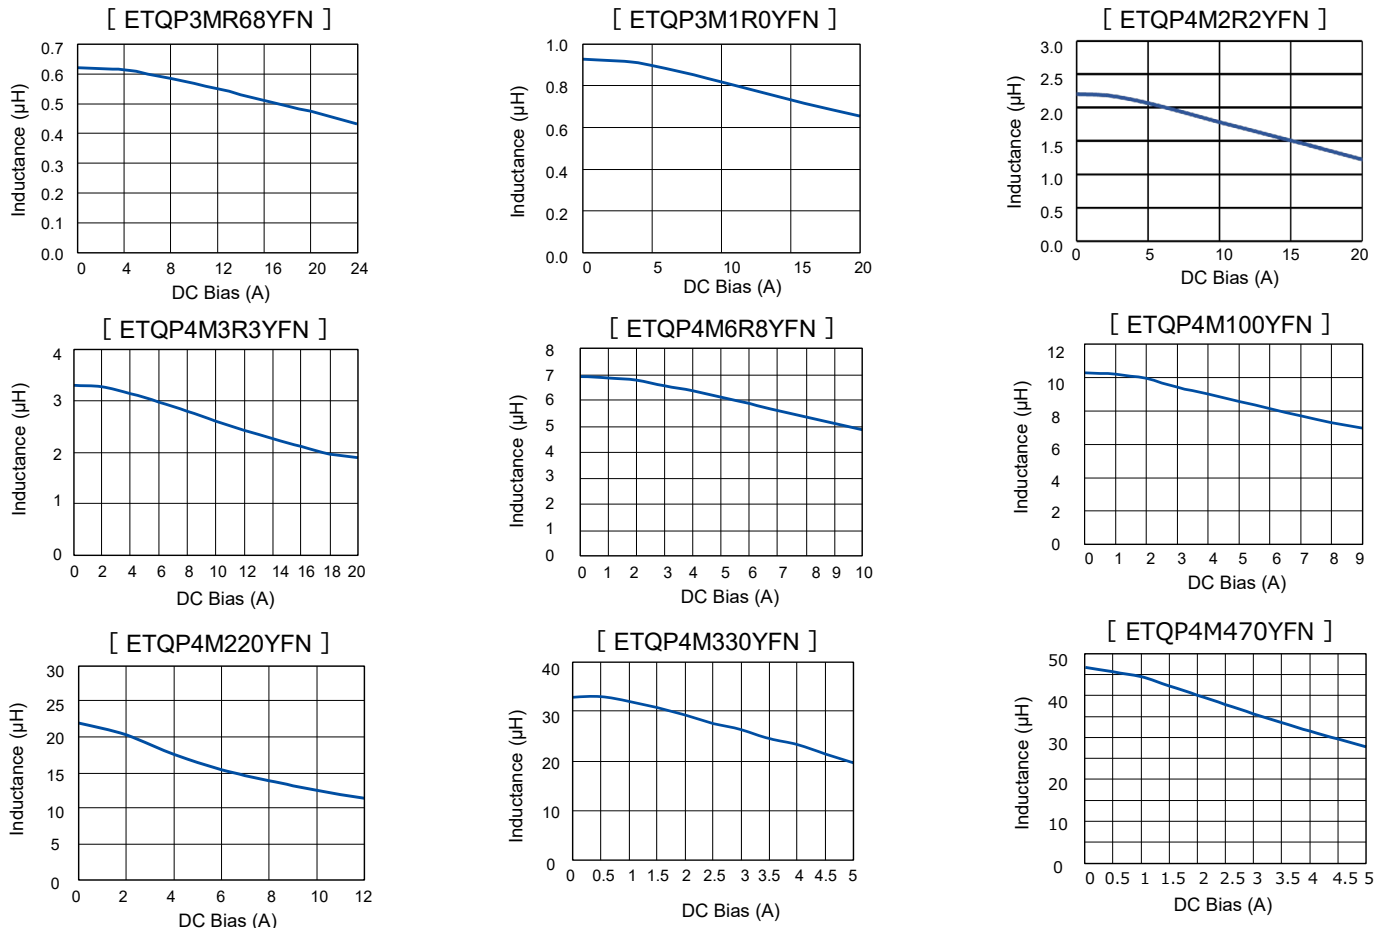 [ ETQP3MR68YFN ]
Inductance (µH)
0.7
0.6
0.5
0.4
0.3
0.2
0.1
0.0
0 4 8 12 16 20 24
DC Bias (A)
[ ETQP3M1R0YFN ]
Inductance (µH)
1.0
0.8
0.6
0.4
0.2
0.0
0 5 10 15 20
DC Bias (A)
[ ETQP4M2R2YFN ]
Inductance (µH)
3.0
2.5
2.0
1.5
1.0
0.5
0.0
0 5 10 15 20
DC Bias (A)
[ ETQP4M3R3YFN ]
Inductance (µH)
4
3
2
1
0
0 2 4 6 8 10 12 14 16 18 20
DC Bias (A)
[ ETQP4M6R8YFN ]
Inductance (µH)
8
7
6
5
4
3
2
1
0
0 1 2 3 4 5 6 7 8 9 10
DC Bias (A)
[ ETQP4M100YFN ]
Inductance (µH)
12
10
8
6
4
2
0
0 1 2 3 4 5 6 7 8 9
DC Bias (A)
[ ETQP4M220YFN ]
Inductance (µH)
30
25
20
15
10
5
0
0 2 4 6 8 10 12
DC Bias (A)
[ ETQP4M330YFN ]
Inductance (µH)
40
30
20
10
0
0 0.5 1 1.5 2 2.5 3 3.5 4 4.5 5
DC Bias (A)
[ ETQP4M470YFN ]
Inductance (µH)
50
40
30
20
10
0
0 0.5 1 1.5 2 2.5 3 3.5 4 4.5 5
DC Bias (A)